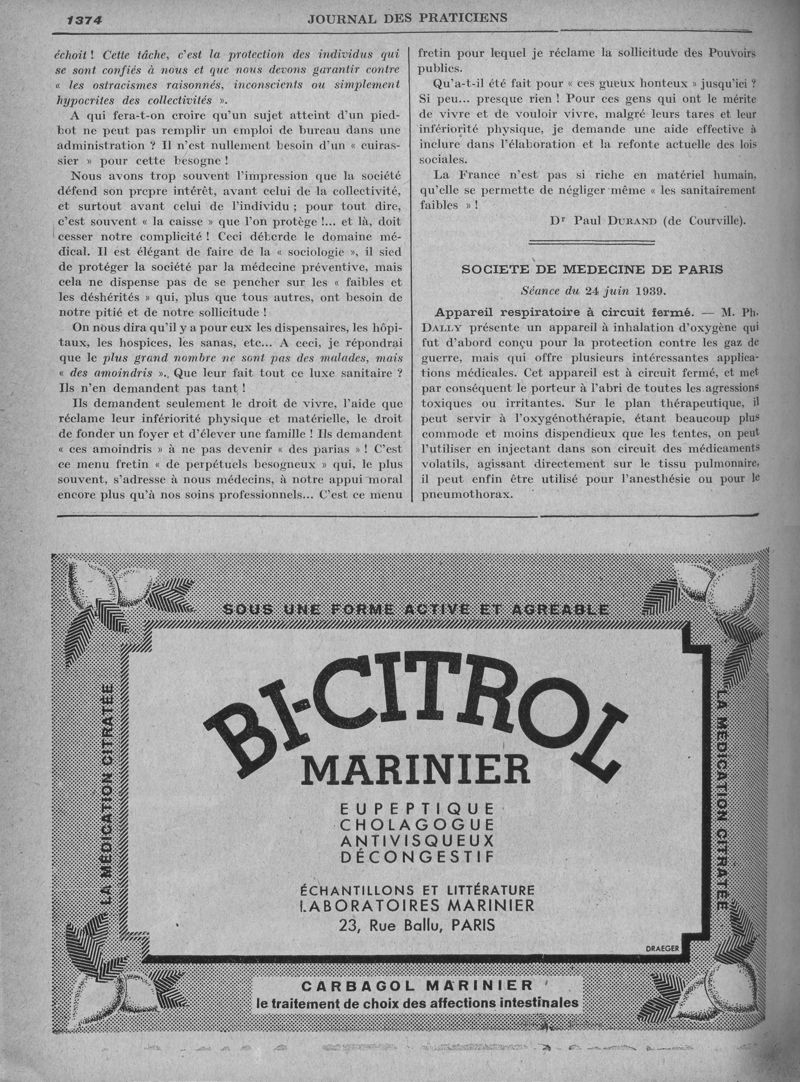 1374
JOURNAL DES PRATICIENS
échoit ! Cette tâche, c'est la protection des individus qui
se sont confiés à nous et que nous devons garantir contre
« les ostracismes raisonnés, inconscients ou simplement
hypocrites des collectivités ».
A qui fera-t-on croire qu'un sujet atteint d'un pied-
bot ne peut pas remplir un emploi de bureau dans une
administration ? Il n'est nullement besoin d'un « cuiras-
sier » pour cette besogne !
Nous avons trop souvent l'impression que la société
défend son propre intérêt, avant celui de la collectivité,
et surtout avant celui de l'individu ; pour tout dire,
c'est souvent « la caisse » que l'on protège !... et là, doit
cesser notre complicité ! Ceci déborde le domaine mé-
dical. Il est élégant de faire de la « sociologie », il sied
de protéger la société par la médecine préventive, mais
cela ne dispense pas de se pencher sur les « faibles et
les déshérités » qui, plus que tous autres, ont besoin de
notre pitié et de notre sollicitude !
On nous dira qu'il y a pour eux les dispensaires, les hôpi-
taux, les hospices, les sanas, etc... A ceci, je répondrai
que le plus grand nombre ne sont pas des malades, mais
« des amoindris ». Que leur fait tout ce luxe sanitaire ?
Ils n'en demandent pas tant !
Ils demandent seulement le droit de vivre, l'aide que
réclame leur infériorité physique et matérielle, le droit
de fonder un foyer et d'élever une famille ! Ils demandent
« ces amoindris » à ne pas devenir « des parias » ! C'est
ce menu fretin « de perpétuels besogneux » qui, le plus
souvent, s'adresse à nous médecins, à notre appui moral
encore plus qu'à nos soins professionnels... C'est ce menu
fretin pour lequel je réclame la sollicitude des Pouvoirs
publics.
Qu'a-t-il été fait pour « ces gueux honteux » jusqu'ici ?
Si peu... presque rien ! Pour ces gens qui ont le mérite
de vivre et de vouloir vivre, malgré leurs tares et leur
infériorité physique, je demande une aide effective à
inclure dans l'élaboration et la refonte actuelle des lois
sociales.
La France n'est pas si riche en matériel humain,
qu'elle se permette de négliger même « les sanitairement
faibles » !
Dr Paul DURAND (de Courville).
SOCIETE DE MEDECINE DE PARIS
Séance du 24 juin 1939.
Appareil respiratoire à circuit fermé. — M. Ph.
DALLY présente un appareil à inhalation d'oxygène qui
fut d'abord conçu pour la protection contre les gaz de
guerre, mais qui offre plusieurs intéressantes applica-
tions médicales. Cet appareil est à circuit fermé, et met
par conséquent le porteur à l'abri de toutes les agressions
toxiques ou irritantes. Sur le plan thérapeutique, il
peut servir à l'oxygénothérapie, étant beaucoup plus
commode et moins dispendieux que les tentes, on peut
l'utiliser en injectant dans son circuit des médicaments
volatils, agissant directement sur le tissu pulmonaire,
il peut enfin être utilisé pour l'anesthésie ou pour le
pneumothorax.
SOUS UNE FORME ACTIVE ET AGRÉABLE
LA MÉDICATION CITRATÉE
BI-CITROL
MARINIER
EUPEPTIQUE
CHOLAGOGUE
ANTIVISQUEUX
DÉCONGESTIF
ÉCHANTILLONS ET LITTÉRATURE
LABORATOIRES MARINIER
23, Rue Ballu, PARIS
DRAEGER
LA MÉDICATION CITRATÉE
CARBAGOL MARINIER
le traitement de choix des affections intestinales